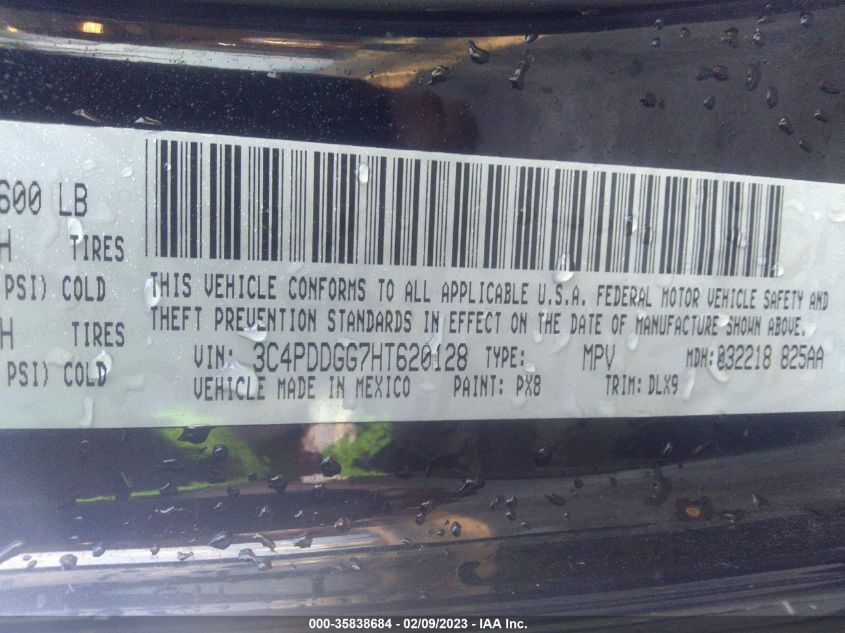 600 LB
H TIRES
PSI) COLD
H TIRES
PSI) COLD
THIS VEHICLE CONFORMS TO ALL APPLICABLE U.S.A. FEDERAL MOTOR VEHICLE SAFETY AND
THEFT PREVENTION STANDARDS IN EFFECT ON THE DATE OF MANUFACTURE SHOWN ABOVE.
VIN: 3C4PDDGG7HT620128 TYPE: MPV MDH: 032218 825AA
VEHICLE MADE IN MEXICO PAINT: PX8 TRIM: DLX9
000-35838684 - 02/09/2023 - IAA Inc.